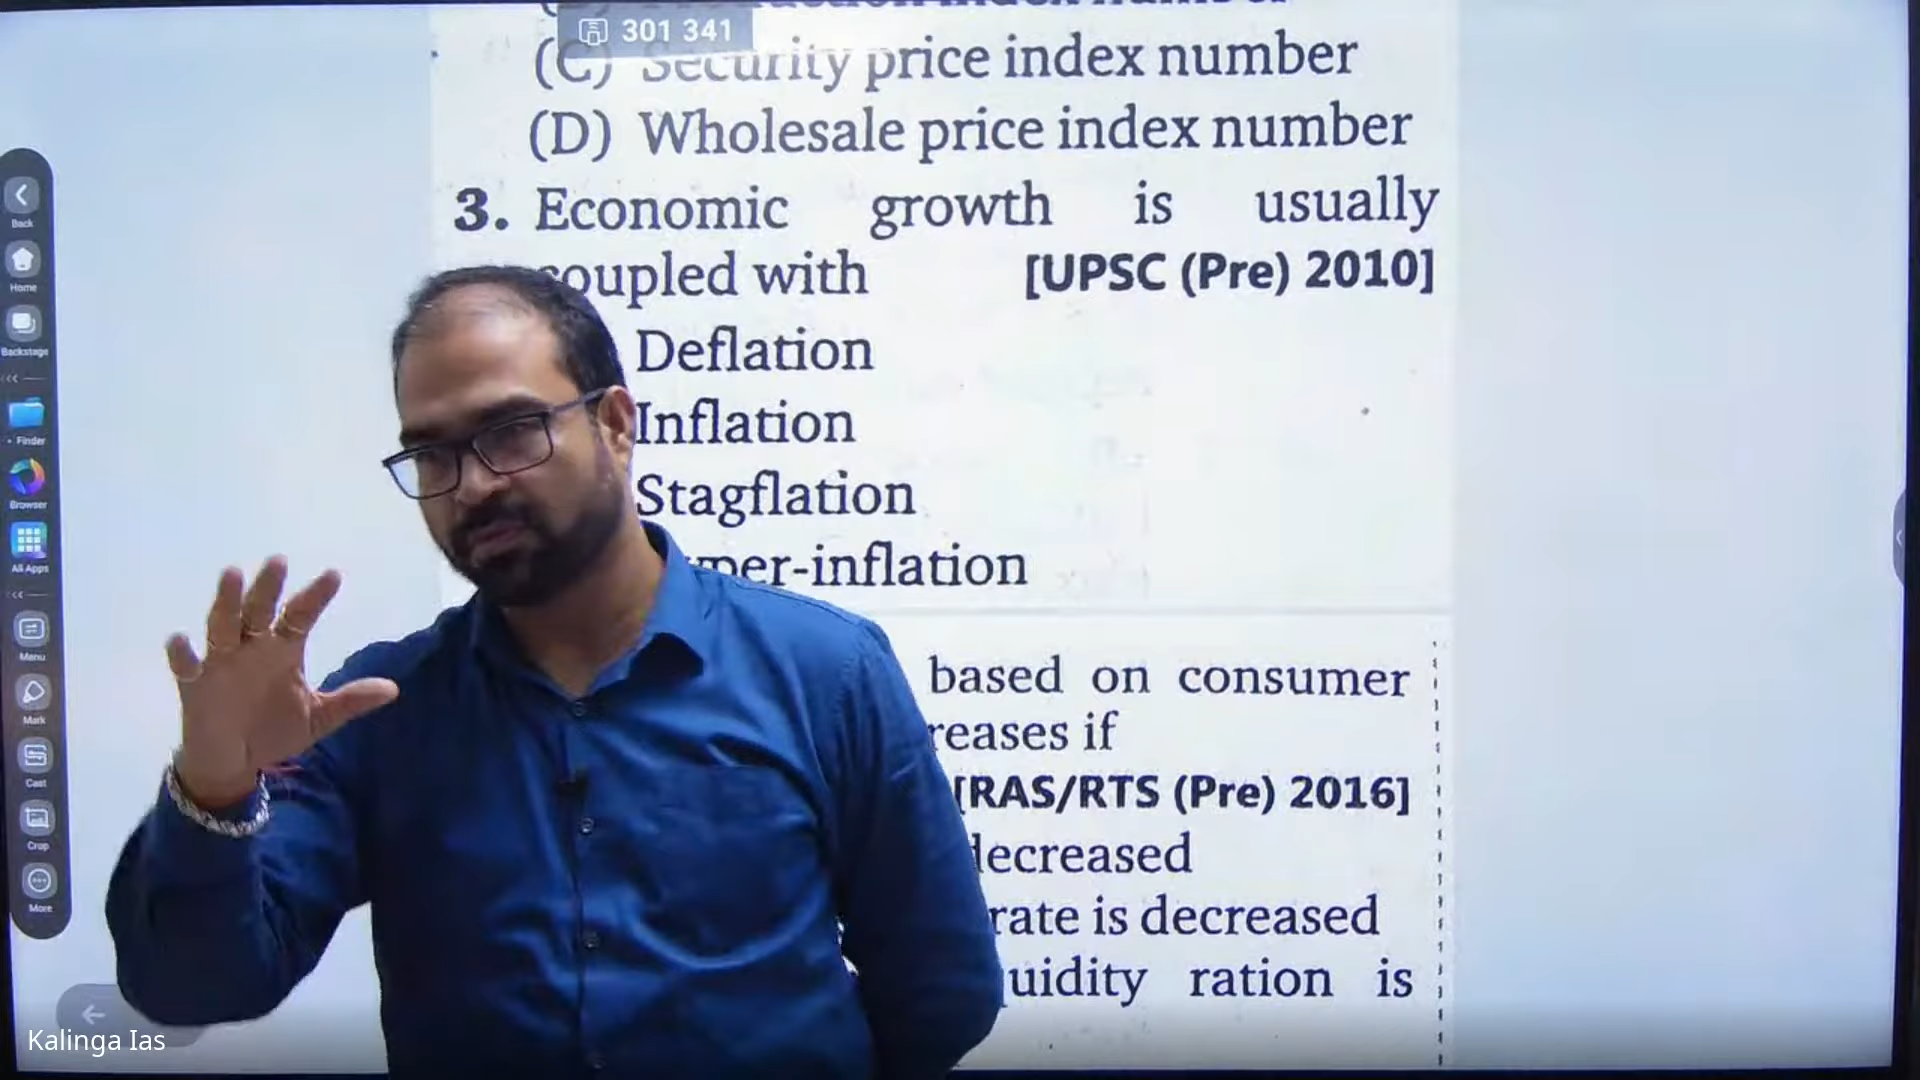 301 341
(C) Security price index number
(D) Wholesale price index number
3. Economic growth is usually
coupled with [UPSC (Pre) 2010]
Deflation
Inflation
Stagflation
per-inflation
based on consumer
reases if
[RAS/RTS (Pre) 2016]
decreased
rate is decreased
uidity ration is
Back
Home
Backstage
Finder
Browser
All Apps
Menu
Mark
Cast
Crop
More
Kalinga Ias